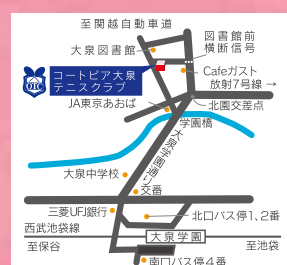 至関越自動車道
大泉図書館
図書館前
横断信号
コートピア大泉
テニスクラブ
OTC
Cafeガスト
放射7号線→
JA東京あおば
北園交差点
学園橋
大泉学園通り
大泉中学校
交番
三菱UFJ銀行
北口バス停1,2番
西武池袋線
大泉学園
至保谷
至池袋
南口バス停4番